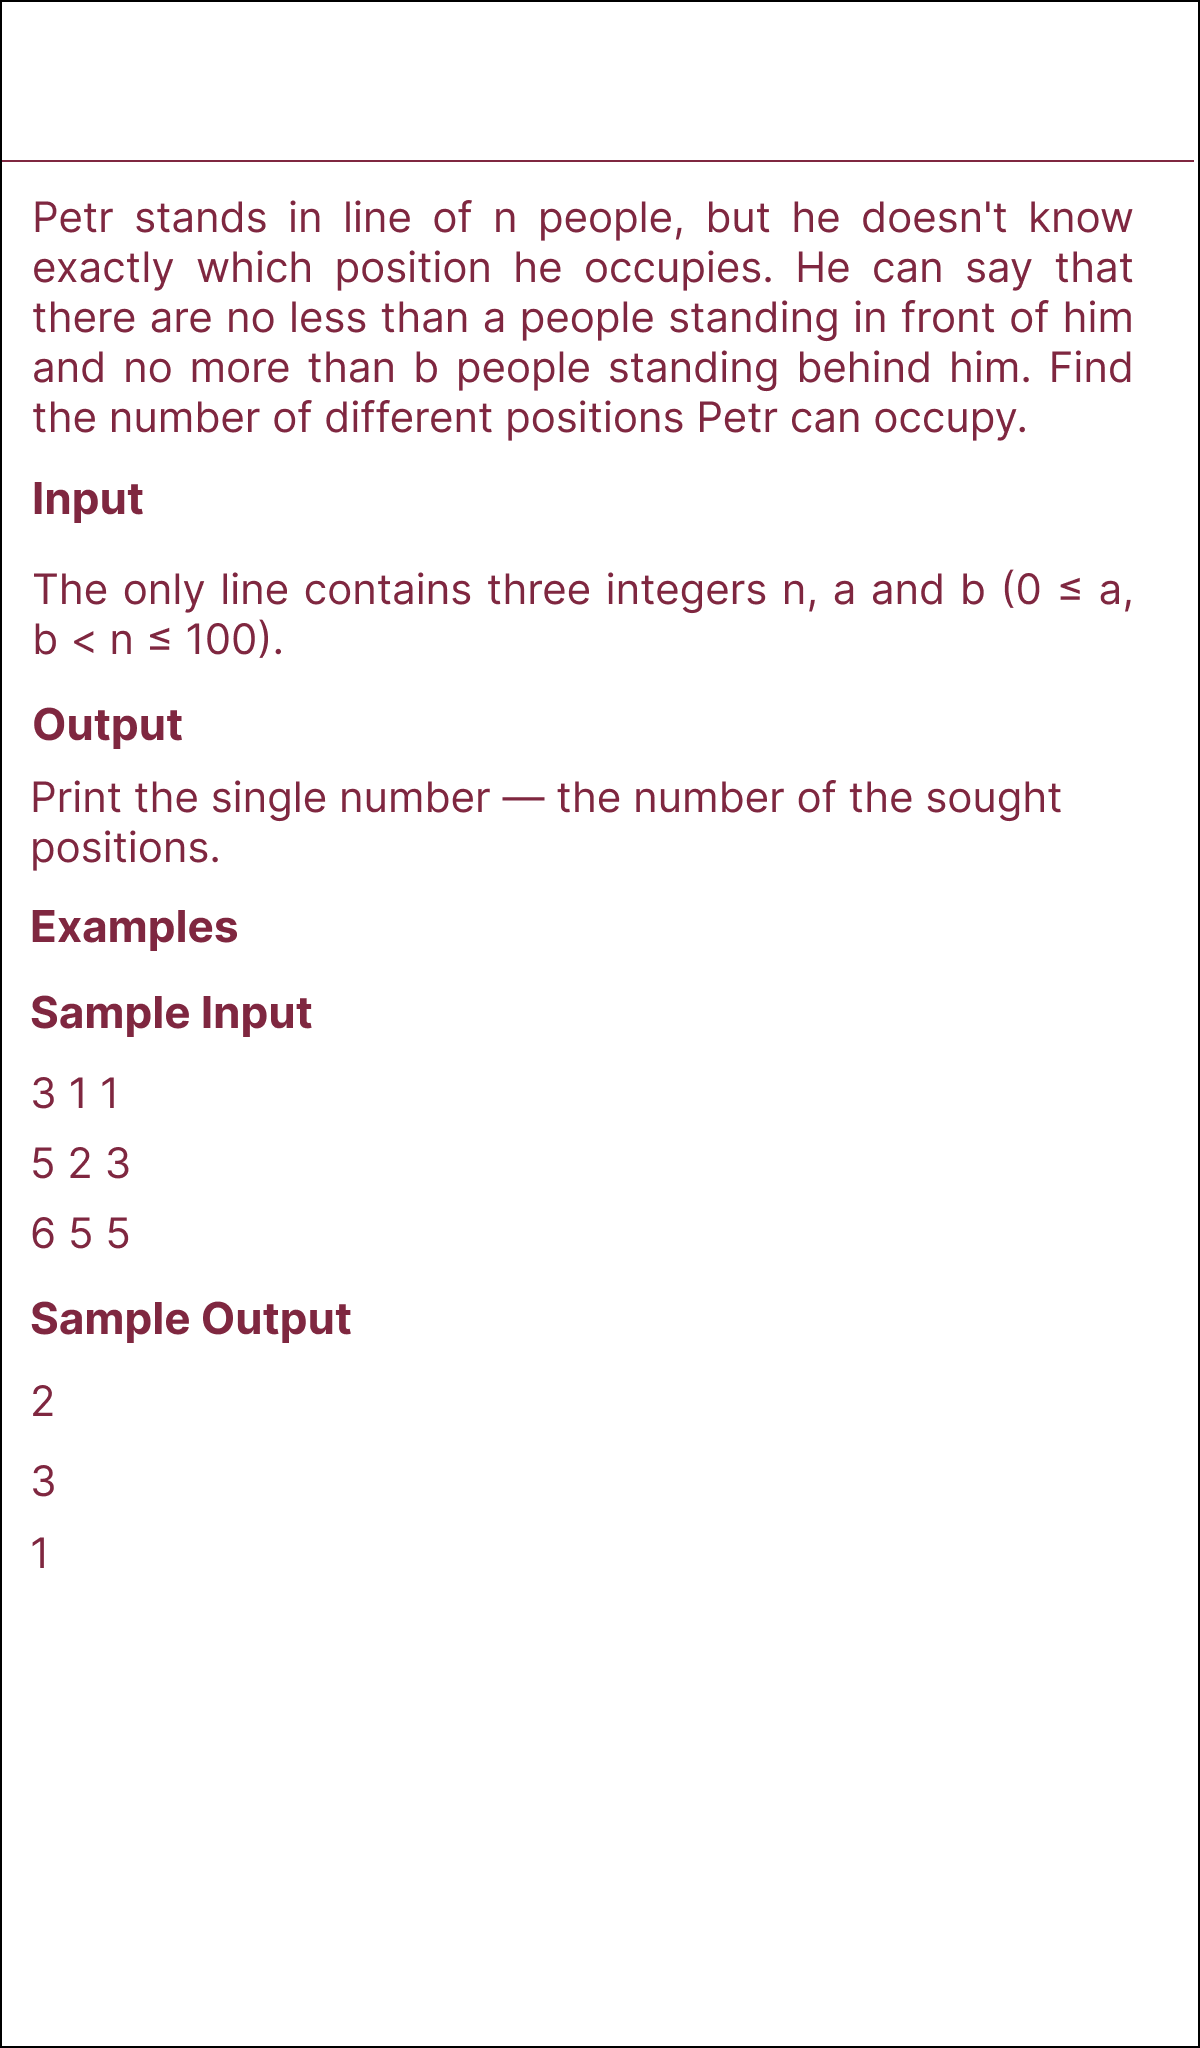 Petr stands in line of n people, but he doesn't know
exactly which position he occupies. He can say that
there are no less than a people standing in front of him
and no more than b people standing behind him. Find
the number of different positions Petr can occupy.
Input
The only line contains three integers n, a and b (0 ≤ a,
b < n ≤ 100).
Output
Print the single number — the number of the sought
positions.
Examples
Sample Input
3 1 1
5 2 3
6 5 5
Sample Output
2
3
1